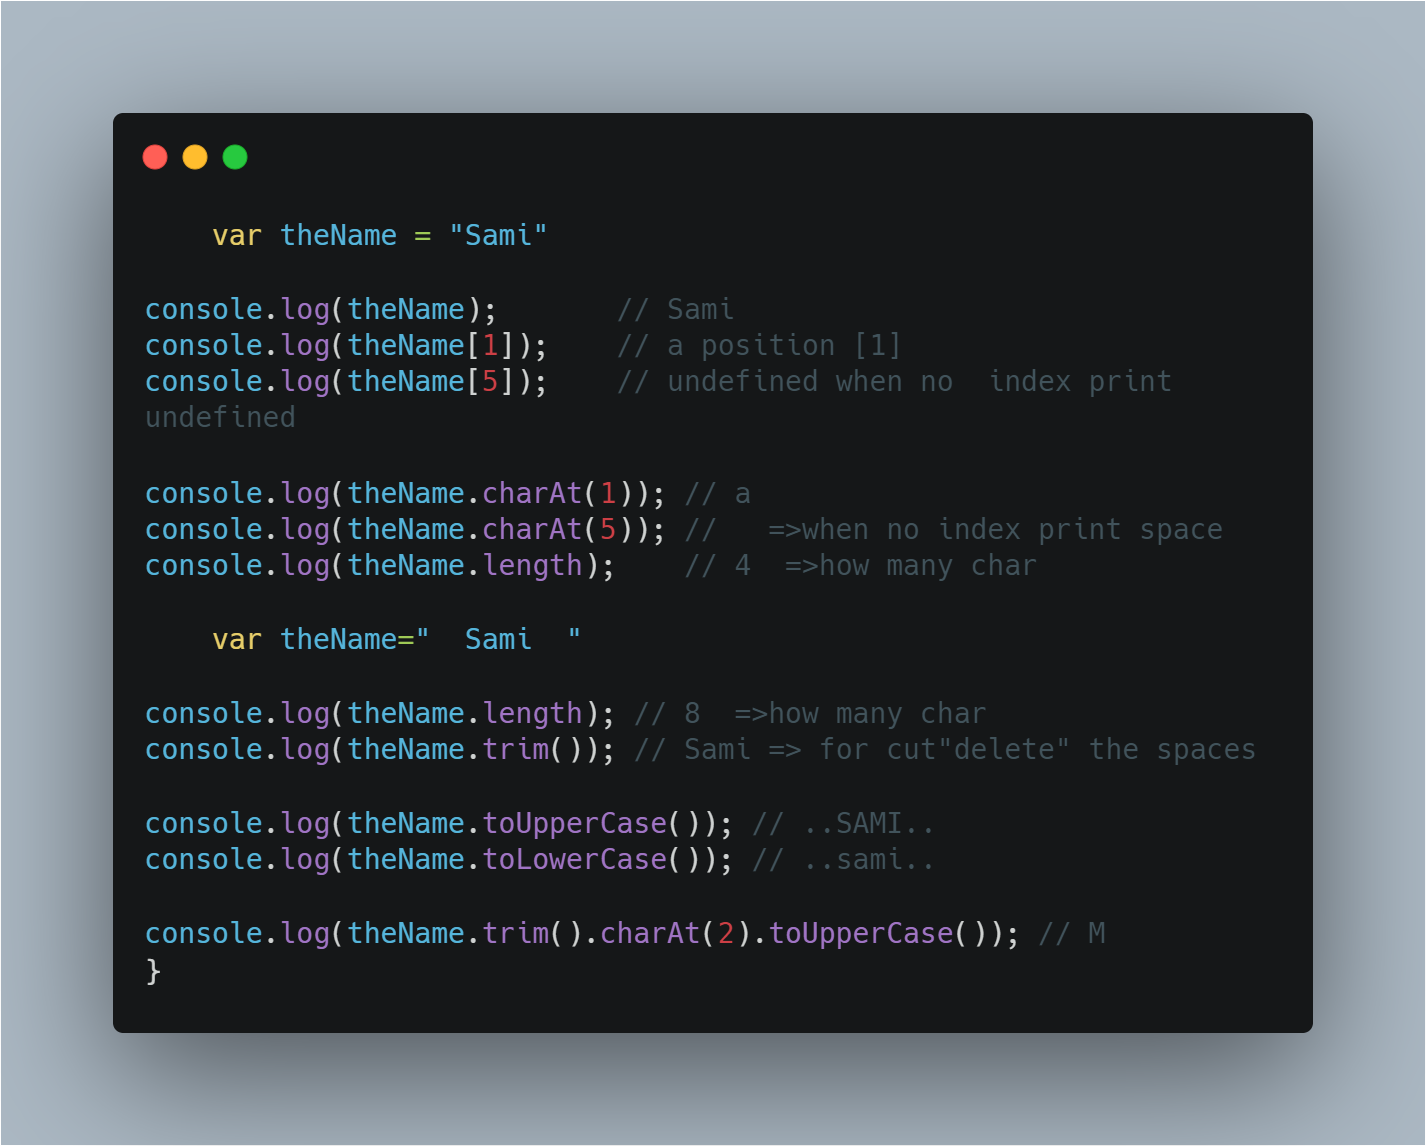 var theName = "Sami"

console.log(theName);       // Sami
console.log(theName[1]);    // a position [1]
console.log(theName[5]);    // undefined when no  index print
undefined

console.log(theName.charAt(1)); // a
console.log(theName.charAt(5)); //   =>when no index print space
console.log(theName.length);    // 4  =>how many char

    var theName="  Sami  "

console.log(theName.length); // 8  =>how many char
console.log(theName.trim()); // Sami => for cut"delete" the spaces

console.log(theName.toUpperCase()); // ..SAMI..
console.log(theName.toLowerCase()); // ..sami..

console.log(theName.trim().charAt(2).toUpperCase()); // M
}